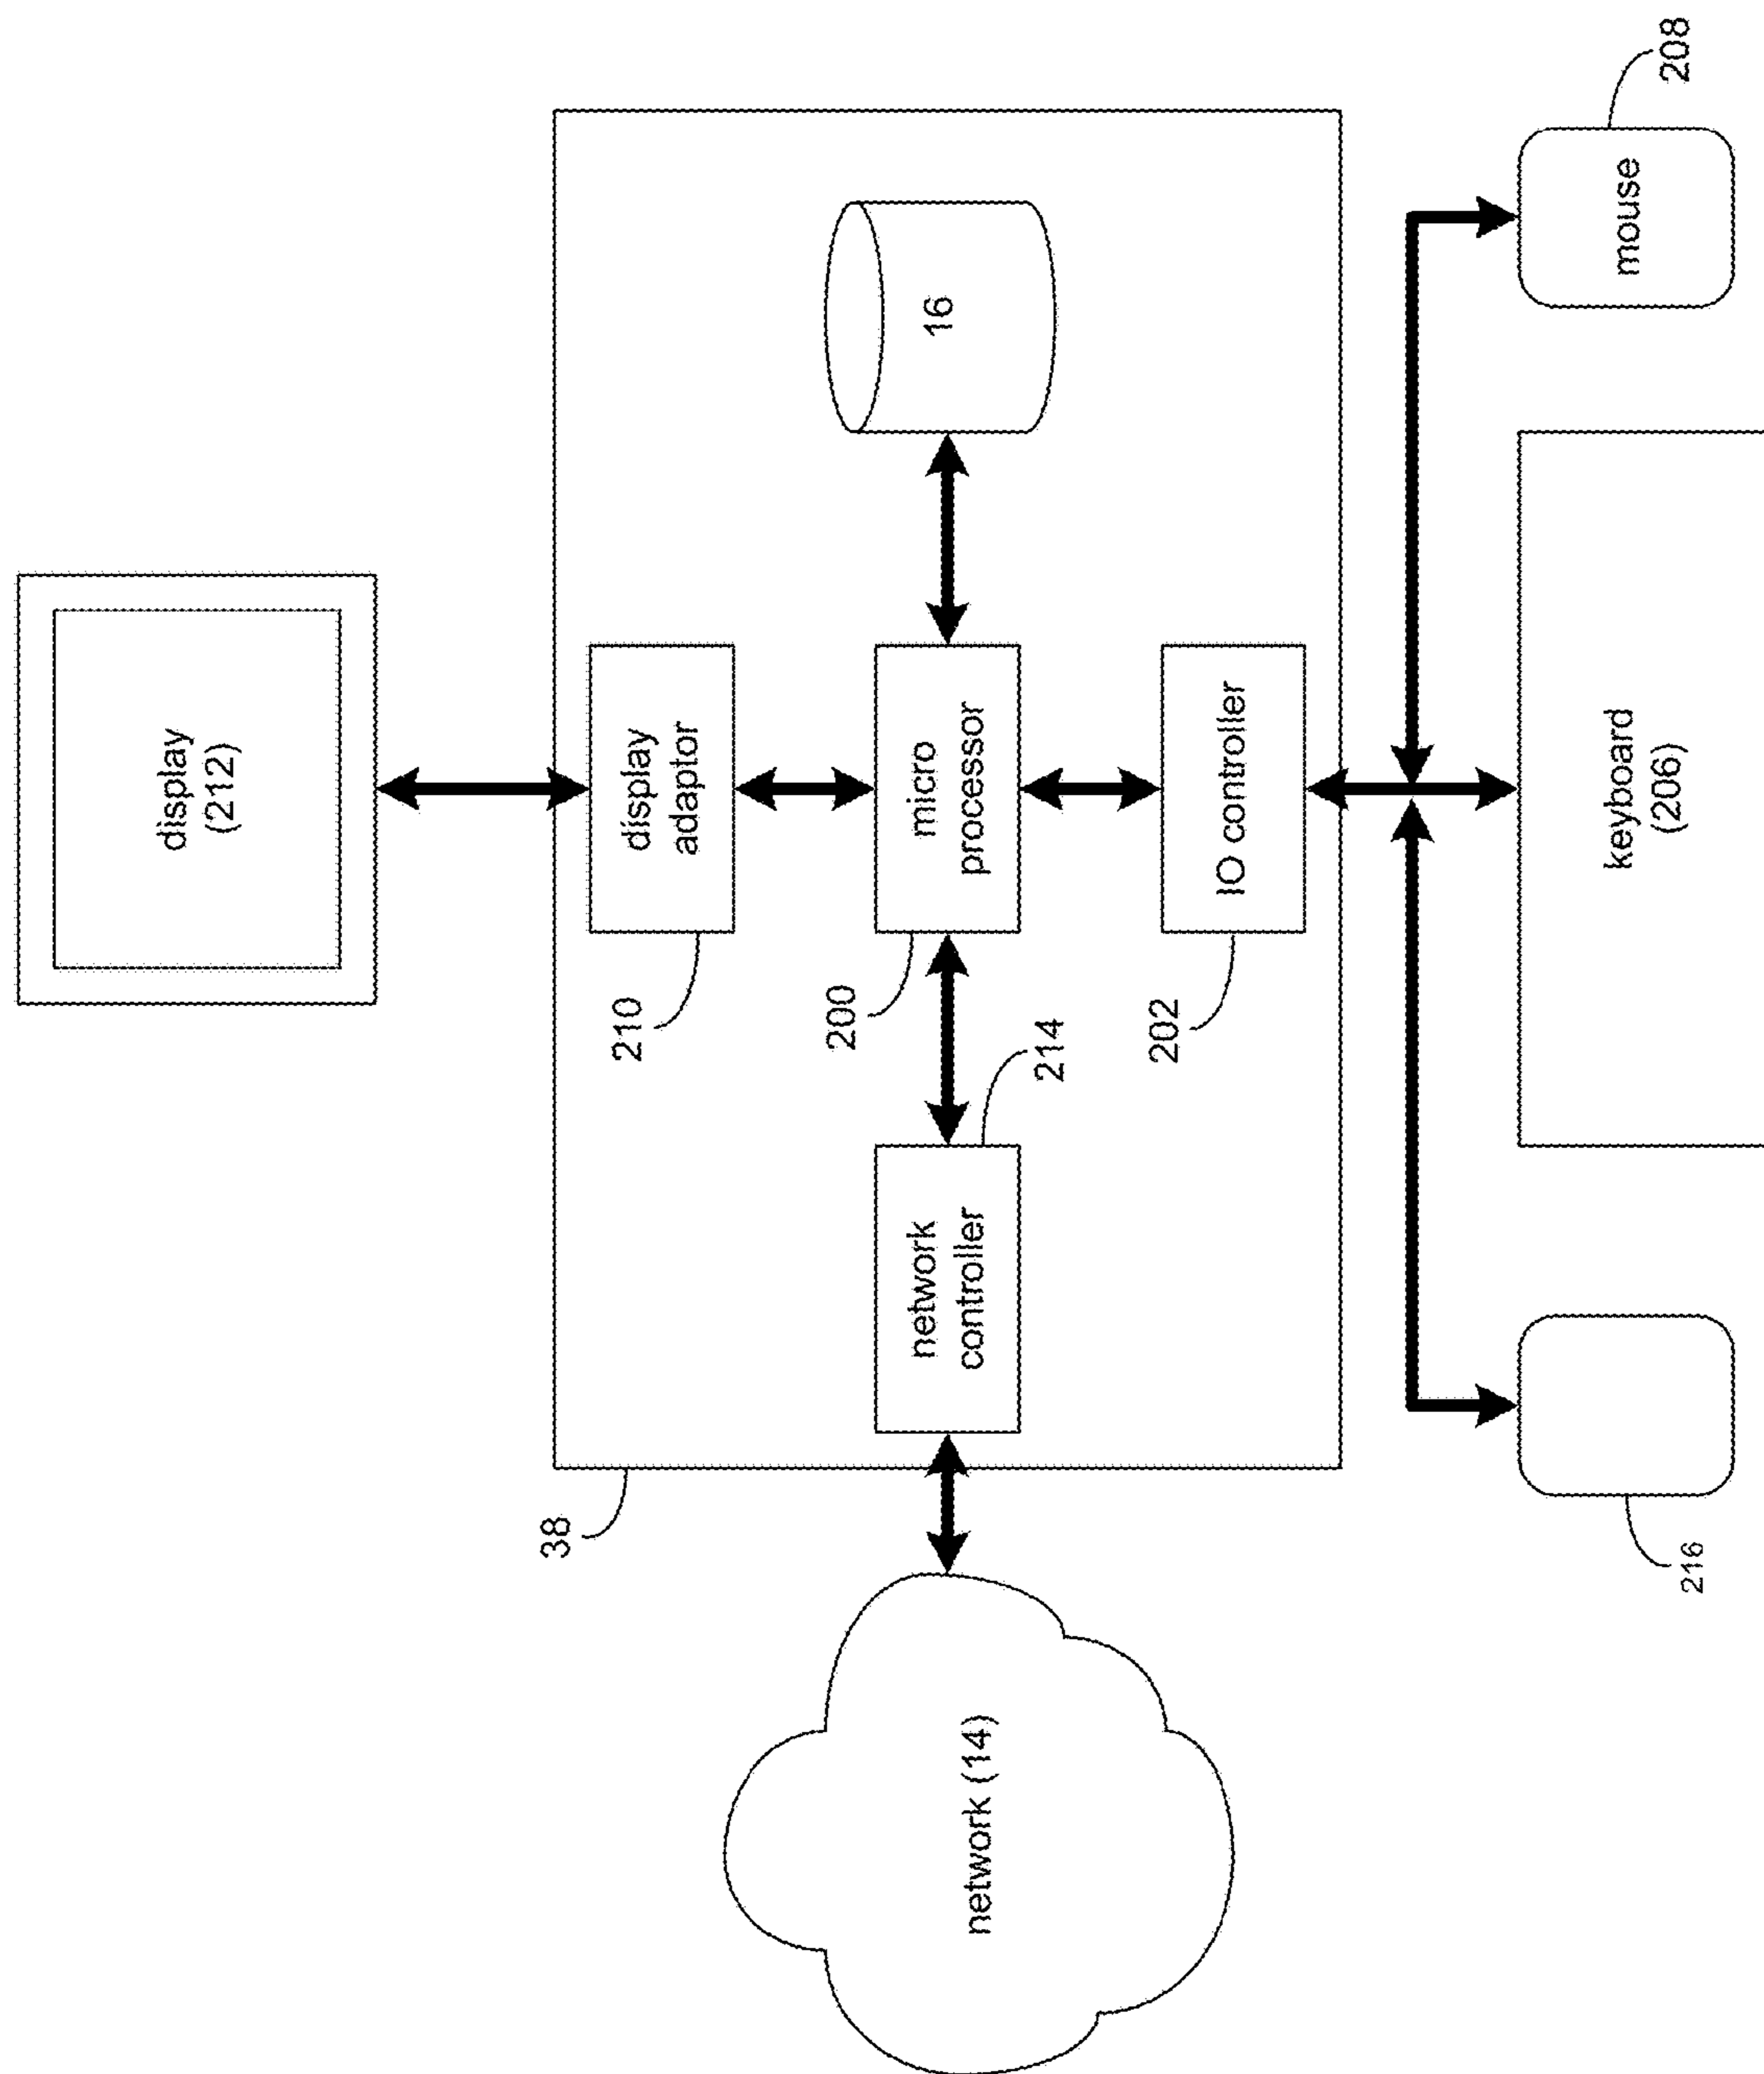 display
(212)
210
display
adaptor
38
network (14)
network
controller
214
200
micro
processor
16
202
IO controller
216
keyboard
(206)
mouse
208